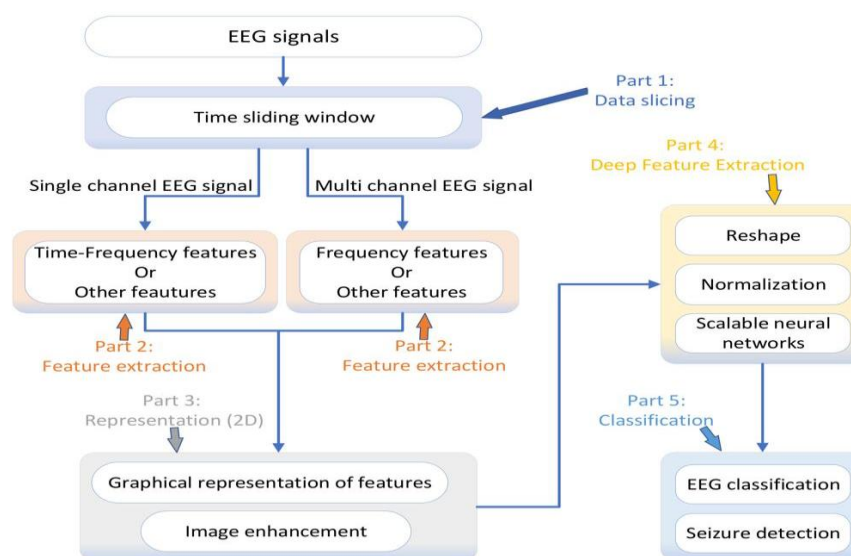 EEG signals
Part 1:
Data slicing
Time sliding window
Single channel EEG signal
Multi channel EEG signal
Time-Frequency features
Or
Other feautures
Frequency features
Or
Other features
Part 2:
Feature extraction
Part 2:
Feature extraction
Part 3:
Representation (2D)
Graphical representation of features
Image enhancement
Part 4:
Deep Feature Extraction
Reshape
Normalization
Scalable neural
networks
Part 5:
Classification
EEG classification
Seizure detection